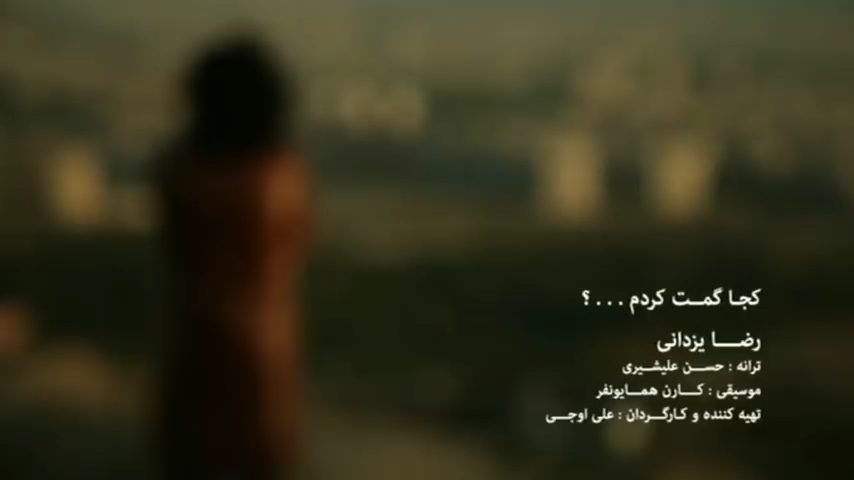 کجا گمت کردم . . . ؟
رضا یزدانی
ترانه : حسن علیشیری
موسیقی : کارن همایونفر
تهیه کننده و کارگردان : علی اوجی